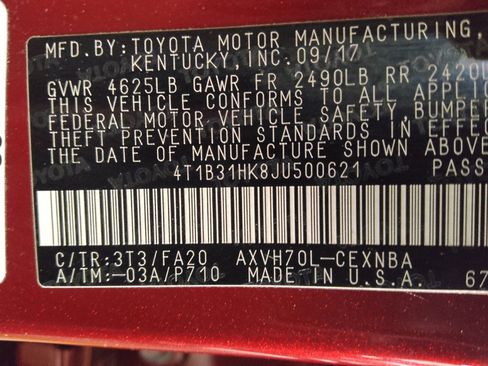 MFD.BY:TOYOTA MOTOR MANUFACTURING,
KENTUCKY,INC.09/17
GVWR 4625LB GAWR FR 2490LB RR 2420L
THIS VEHICLE CONFORMS TO ALL APPLI
FEDERAL MOTOR VEHICLE SAFETY, BUMPER
THEFT PREVENTION STANDARDS IN EFFEC
THE DATE OF MANUFACTURE SHOWN ABOVE
4T1B31HK8JU500621 PASS
C/TR:3T3/FA20 AXVH70L-CEXNBA
A/TM:-03A/P710 MADE IN U.S.A. 67